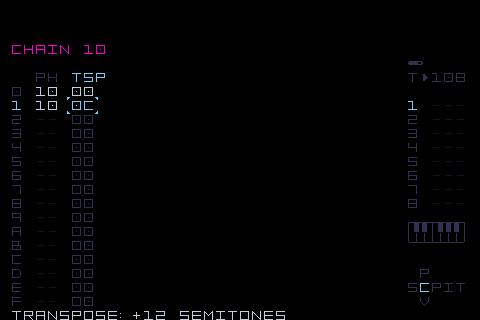 CHAIN 10
PH TSP
T▶108
0 10 00
1 10 0C
1 ---
2 -- 00
2 ---
3 -- 00
3 ---
4 -- 00
4 ---
5 -- 00
5 ---
6 -- 00
6 ---
7 -- 00
7 ---
8 -- 00
8 ---
9 -- 00
A -- 00
B -- 00
C -- 00
D -- 00
P
E -- 00
SCPIT
F -- 00
V
TRANSPOSE: +12 SEMITONES